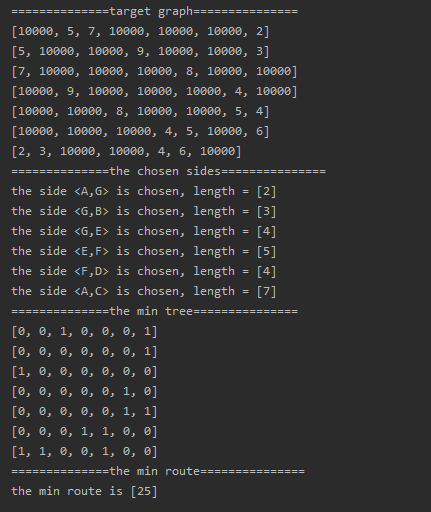 ==============target graph===============
[10000, 5, 7, 10000, 10000, 10000, 2]
[5, 10000, 10000, 9, 10000, 10000, 3]
[7, 10000, 10000, 10000, 8, 10000, 10000]
[10000, 9, 10000, 10000, 10000, 4, 10000]
[10000, 10000, 8, 10000, 10000, 5, 4]
[10000, 10000, 10000, 4, 5, 10000, 6]
[2, 3, 10000, 10000, 4, 6, 10000]
==============the chosen sides===============
the side <A,G> is chosen, length = [2]
the side <G,B> is chosen, length = [3]
the side <G,E> is chosen, length = [4]
the side <E,F> is chosen, length = [5]
the side <F,D> is chosen, length = [4]
the side <A,C> is chosen, length = [7]
==============the min tree===============
[0, 0, 1, 0, 0, 0, 1]
[0, 0, 0, 0, 0, 0, 1]
[1, 0, 0, 0, 0, 0, 0]
[0, 0, 0, 0, 0, 1, 0]
[0, 0, 0, 0, 0, 1, 1]
[0, 0, 0, 1, 1, 0, 0]
[1, 1, 0, 0, 1, 0, 0]
==============the min route===============
the min route is [25]